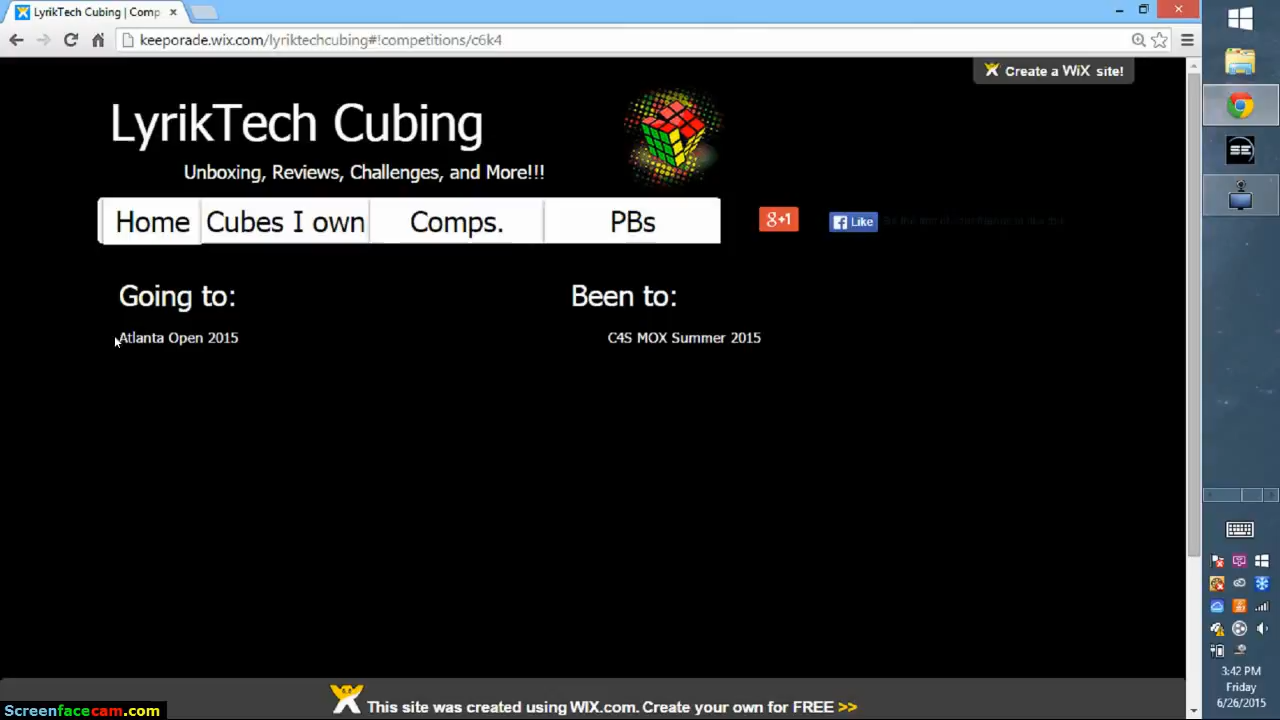 LyrikTech Cubing | Comp
keeporade.wix.com/lyriktechcubing#!competitions/c6k4
Create a WiX site!
LyrikTech Cubing
Unboxing, Reviews, Challenges, and More!!!
Home Cubes I own Comps. PBs
g+1
Like
Going to: Been to:
Atlanta Open 2015 C4S MOX Summer 2015
This site was created using WIX.com. Create your own for FREE >>
3:42 PM
Friday
6/26/2015
Screenfacecam.com